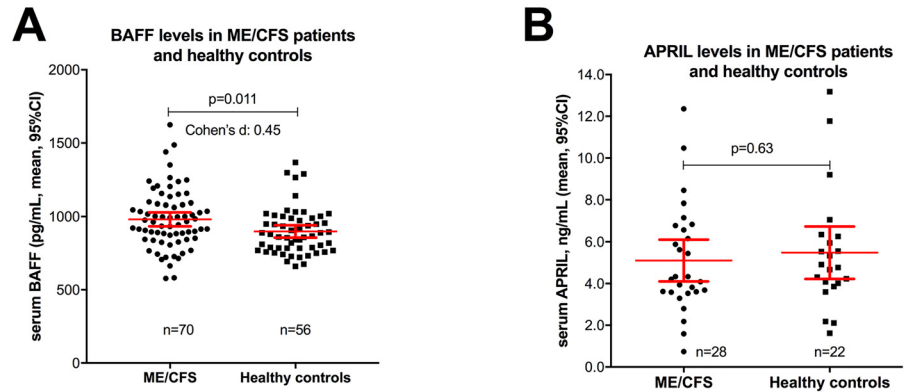 A
BAFF levels in ME/CFS patients
and healthy controls
serum BAFF (pg/mL, mean, 95%CI)
2000
1500
1000
500
0
p=0.011
Cohen's d: 0.45
n=70
n=56
ME/CFS
Healthy controls
B
APRIL levels in ME/CFS patients
and healthy controls
serum APRIL, ng/mL (mean, 95%CI)
14.0
12.0
10.0
8.0
6.0
4.0
2.0
0.0
p=0.63
n=28
n=22
ME/CFS
Healthy controls